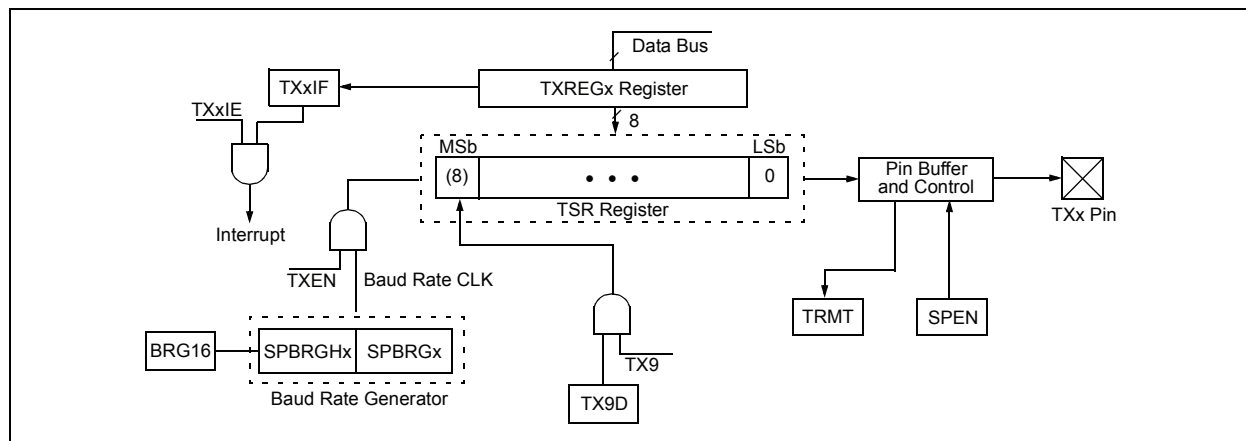 Data Bus
TXxIF
TXREGx Register
TXxIE
8
MSb
LSb
(8)
• • •
0
TSR Register
Pin Buffer
and Control
TXx Pin
Interrupt
TXEN
Baud Rate CLK
TRMT
SPEN
BRG16
SPBRGHx
SPBRGx
TX9
Baud Rate Generator
TX9D